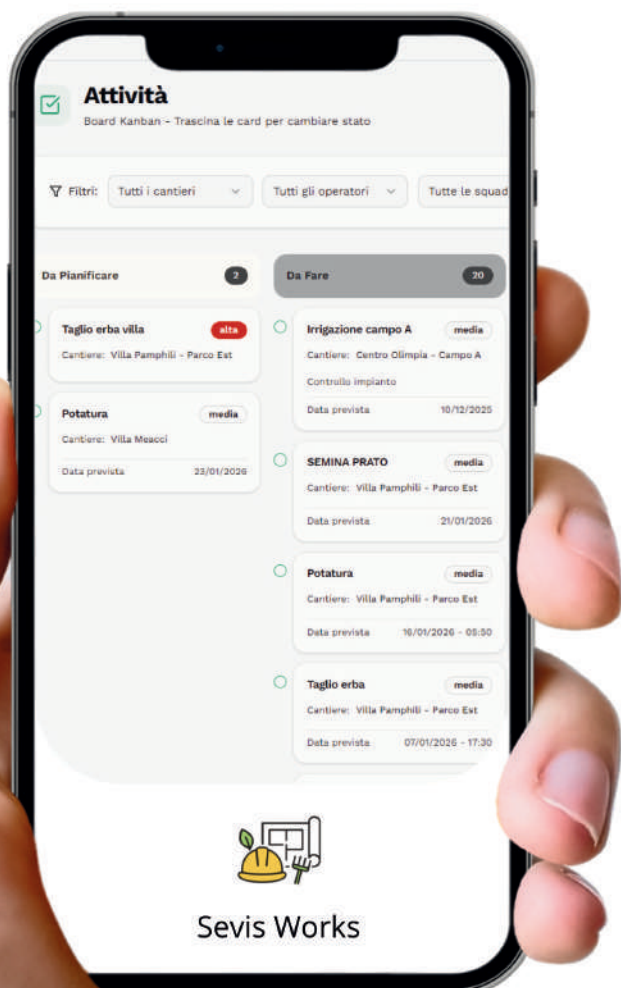 Attività
Board Kanban - Trascina le card per cambiare stato
Filtri:
Tutti i cantieri
Tutti gli operatori
Tutte le squad
Da Pianificare
2
Taglio erba villa
alta
Cantiere: Villa Pamphili - Parco Est
Potatura
media
Cantiere: Villa Meacci
Data prevista
23/01/2026
Da Fare
20
Irrigazione campo A
media
Cantiere: Centro Olimpia - Campo A
Controllo impianto
Data prevista
10/12/2025
SEMINA PRATO
media
Cantiere: Villa Pamphili - Parco Est
Data prevista
21/01/2026
Potatura
media
Cantiere: Villa Pamphili - Parco Est
Data prevista
16/01/2026 - 05:50
Taglio erba
media
Cantiere: Villa Pamphili - Parco Est
Data prevista
07/01/2026 - 17:30
Sevis Works